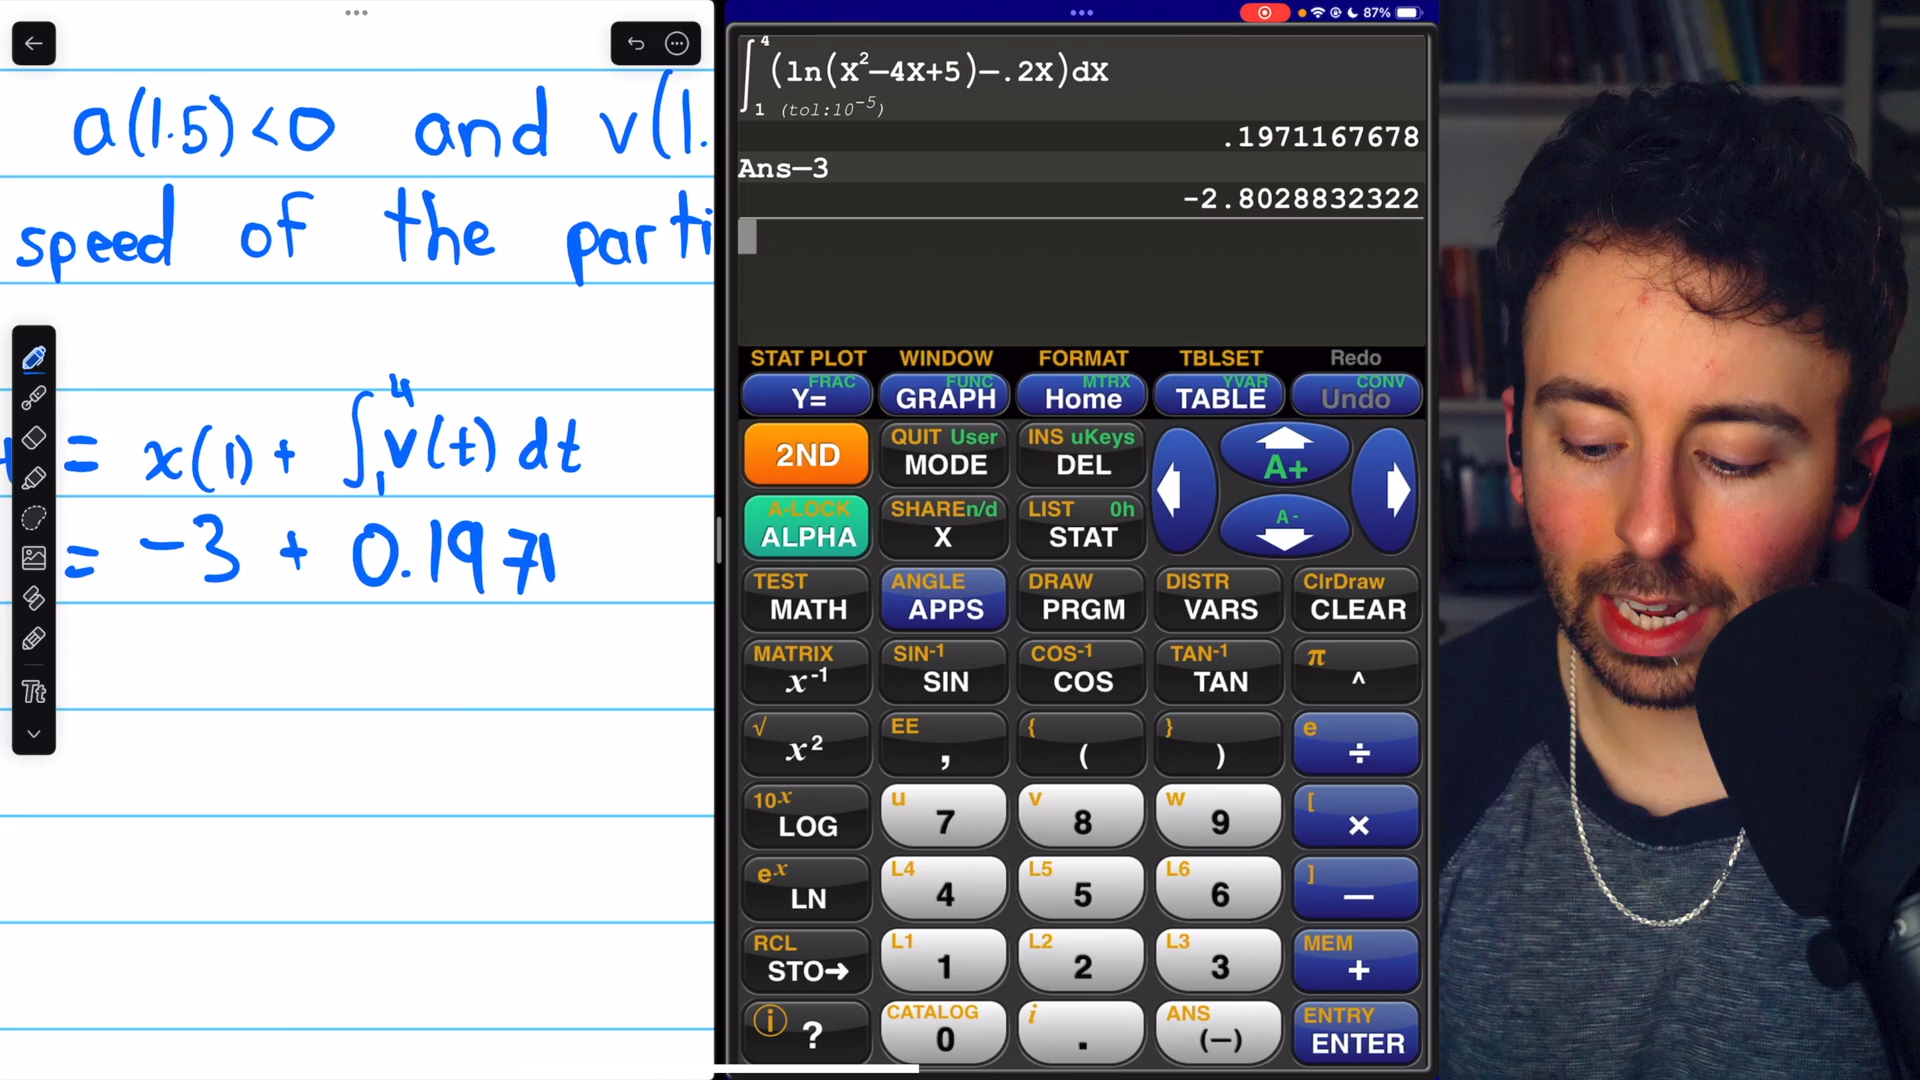 a(1.5)<0 and v(1.
speed of the parti
= x(1) + ∫₁⁴ v(t) dt
= -3 + 0.1971
Tt
87%
∫₁⁴ (ln(X²-4X+5)-.2X)dX
(tol:10⁻⁵)
.1971167678
Ans-3
-2.8028832322
STAT PLOT WINDOW FORMAT TBLSET Redo
FRAC FUNC MTRX YVAR CONV
Y= GRAPH Home TABLE Undo
QUIT User INS uKeys
2ND MODE DEL A+
A-LOCK SHARE n/d LIST 0h A-
ALPHA X STAT
TEST ANGLE DRAW DISTR ClrDraw
MATH APPS PRGM VARS CLEAR
MATRIX SIN⁻¹ COS⁻¹ TAN⁻¹ π
x⁻¹ SIN COS TAN ^
√ EE { } e
x² , ( ) ÷
10ˣ u v w [
LOG 7 8 9 ×
eˣ L4 L5 L6 ]
LN 4 5 6 —
RCL L1 L2 L3 MEM
STO➔ 1 2 3 +
i CATALOG i ANS ENTRY
? 0 . (—) ENTER